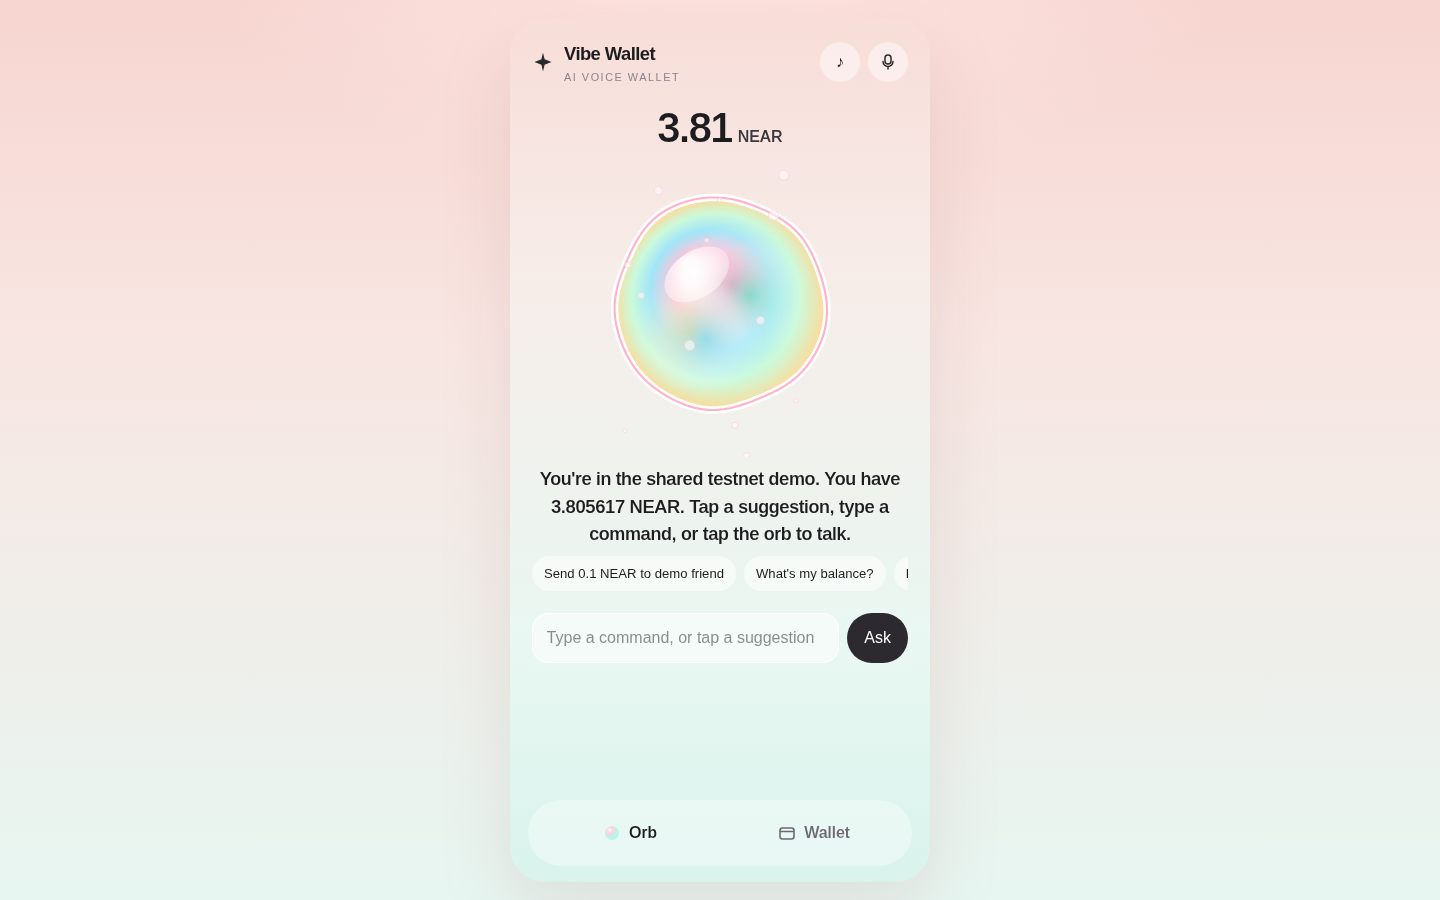 Vibe Wallet
AI VOICE WALLET
♪
3.81 NEAR
You're in the shared testnet demo. You have
3.805617 NEAR. Tap a suggestion, type a
command, or tap the orb to talk.
Send 0.1 NEAR to demo friend
What's my balance?
Type a command, or tap a suggestion
Ask
Orb
Wallet